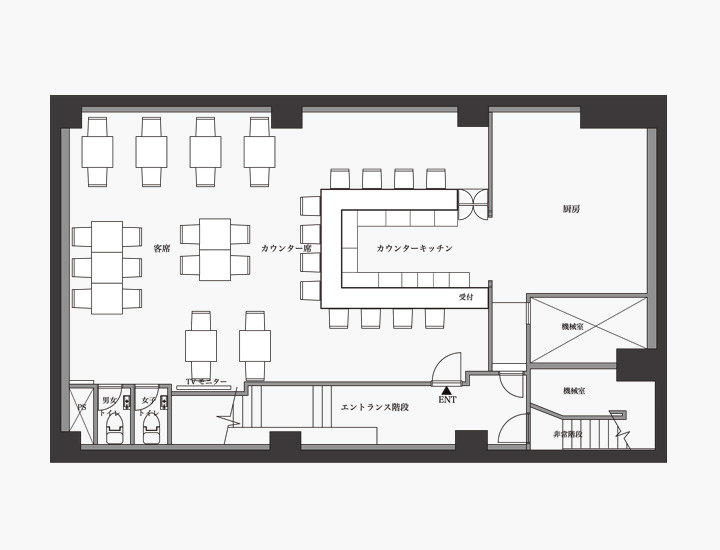 厨房
客席
カウンター席
カウンターキッチン
受付
機械室
TV モニター
機械室
PS
男女
トイレ
女子
トイレ
ENT
エントランス階段
非常階段